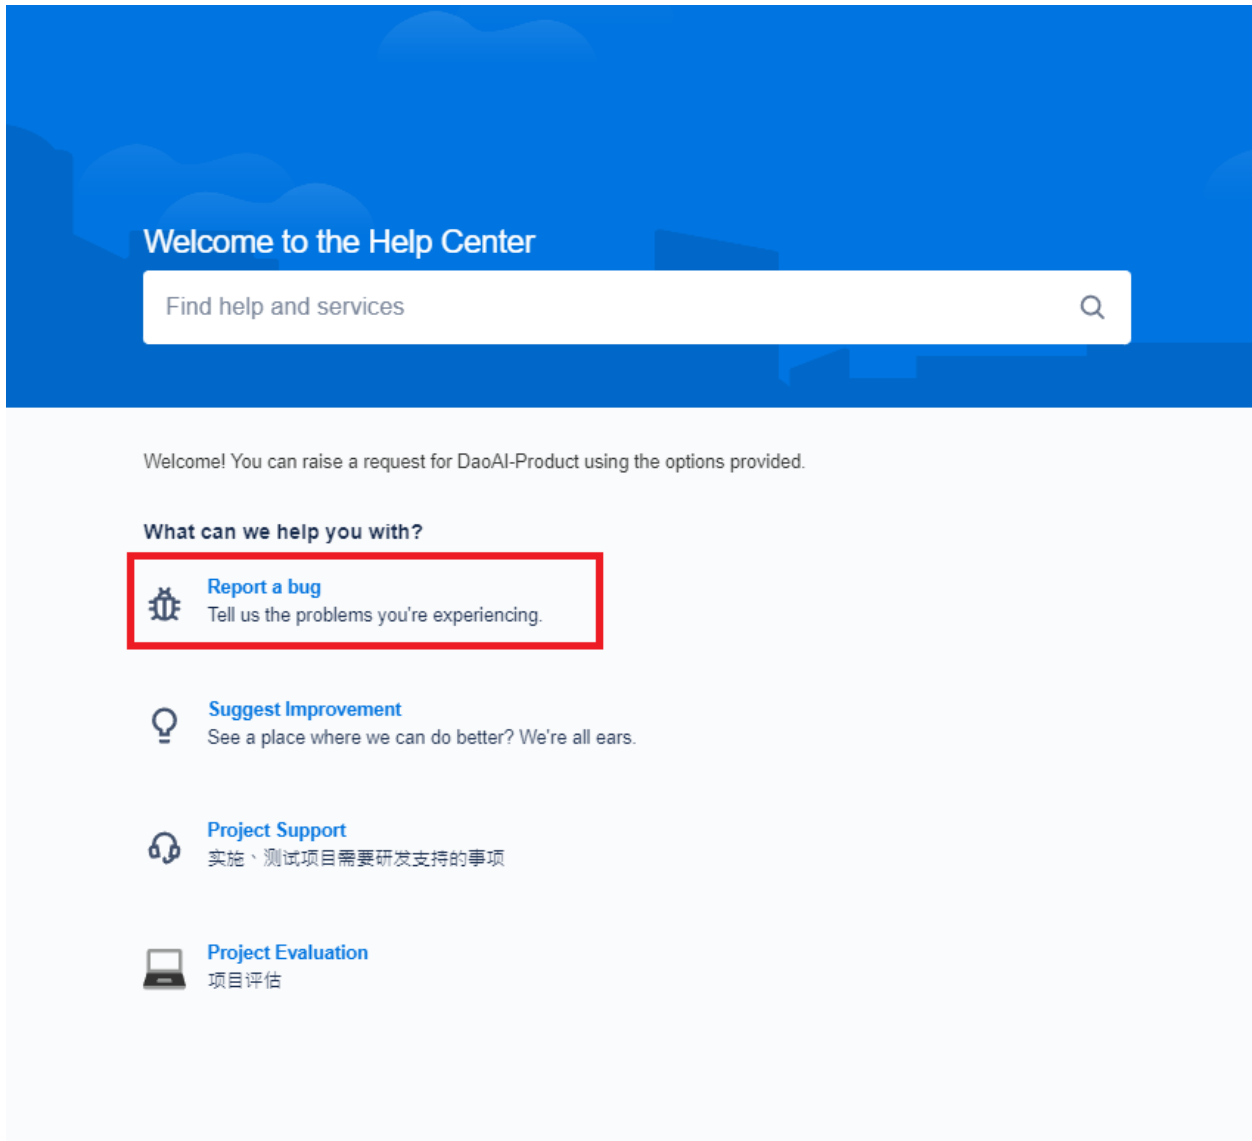 Welcome to the Help Center
Find help and services
Welcome! You can raise a request for DaoAI-Product using the options provided.
What can we help you with?
Report a bug
Tell us the problems you're experiencing.
Suggest Improvement
See a place where we can do better? We're all ears.
Project Support
实施、测试项目需要研发支持的事项
Project Evaluation
项目评估